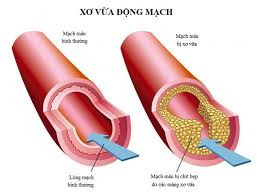 XƠ VỮA ĐỘNG MẠCH
Mạch máu
bình thường
Mạch máu
bị xơ vữa
Lòng mạch
bình thường
Mạch máu bị chít hẹp
do các mảng xơ vữa